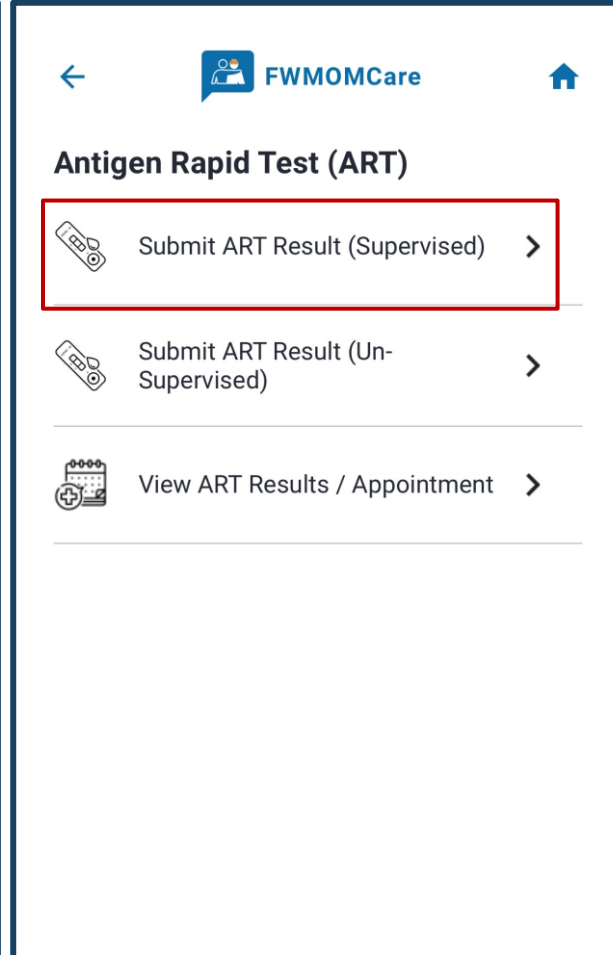 FWMOMCare
Antigen Rapid Test (ART)
Submit ART Result (Supervised)
Submit ART Result (Un-
Supervised)
View ART Results / Appointment